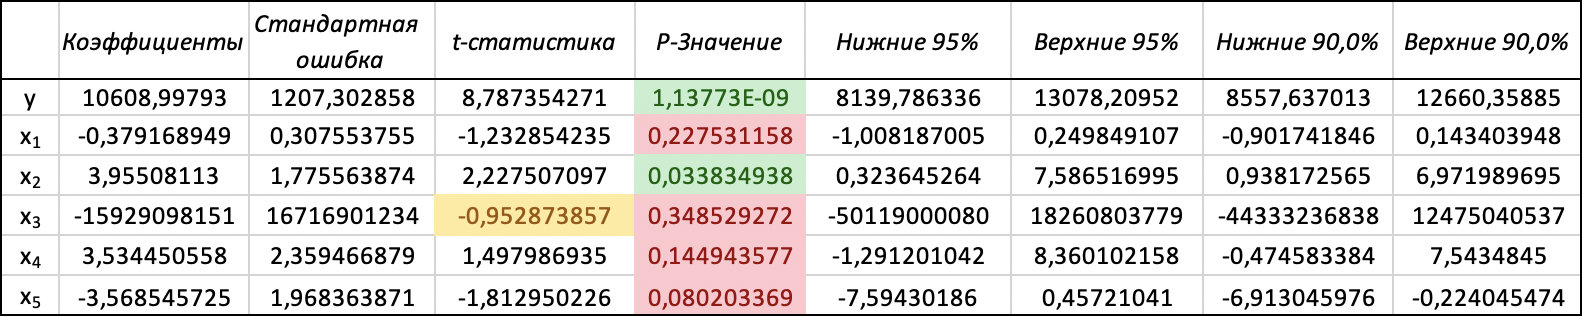 Коэффициенты Стандартная ошибка t-статистика P-Значение Нижние 95% Верхние 95% Нижние 90,0% Верхние 90,0%
y 10608,99793 1207,302858 8,787354271 1,13773E-09 8139,786336 13078,20952 8557,637013 12660,35885
x₁ -0,379168949 0,307553755 -1,232854235 0,227531158 -1,008187005 0,249849107 -0,901741846 0,143403948
x₂ 3,95508113 1,775563874 2,227507097 0,033834938 0,323645264 7,586516995 0,938172565 6,971989695
x₃ -15929098151 16716901234 -0,952873857 0,348529272 -50119000080 18260803779 -44333236838 12475040537
x₄ 3,534450558 2,359466879 1,497986935 0,144943577 -1,291201042 8,360102158 -0,474583384 7,5434845
x₅ -3,568545725 1,968363871 -1,812950226 0,080203369 -7,59430186 0,45721041 -6,913045976 -0,224045474